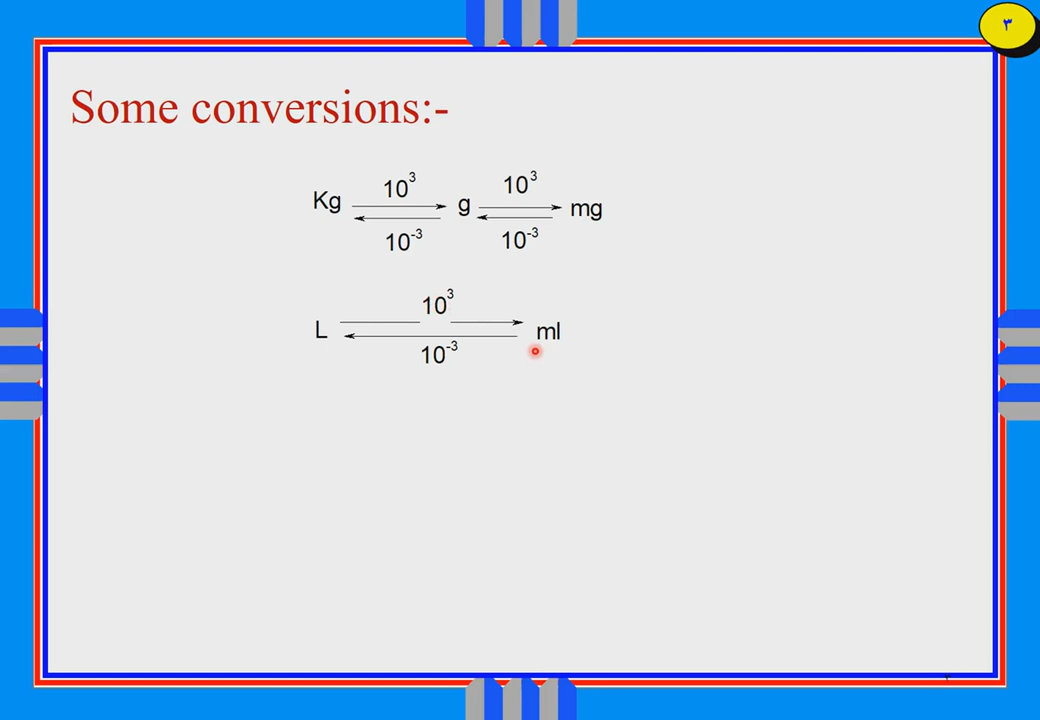 ٣
Some conversions:-
10³ 10³
Kg g mg
10⁻³ 10⁻³
10³
L ml
10⁻³